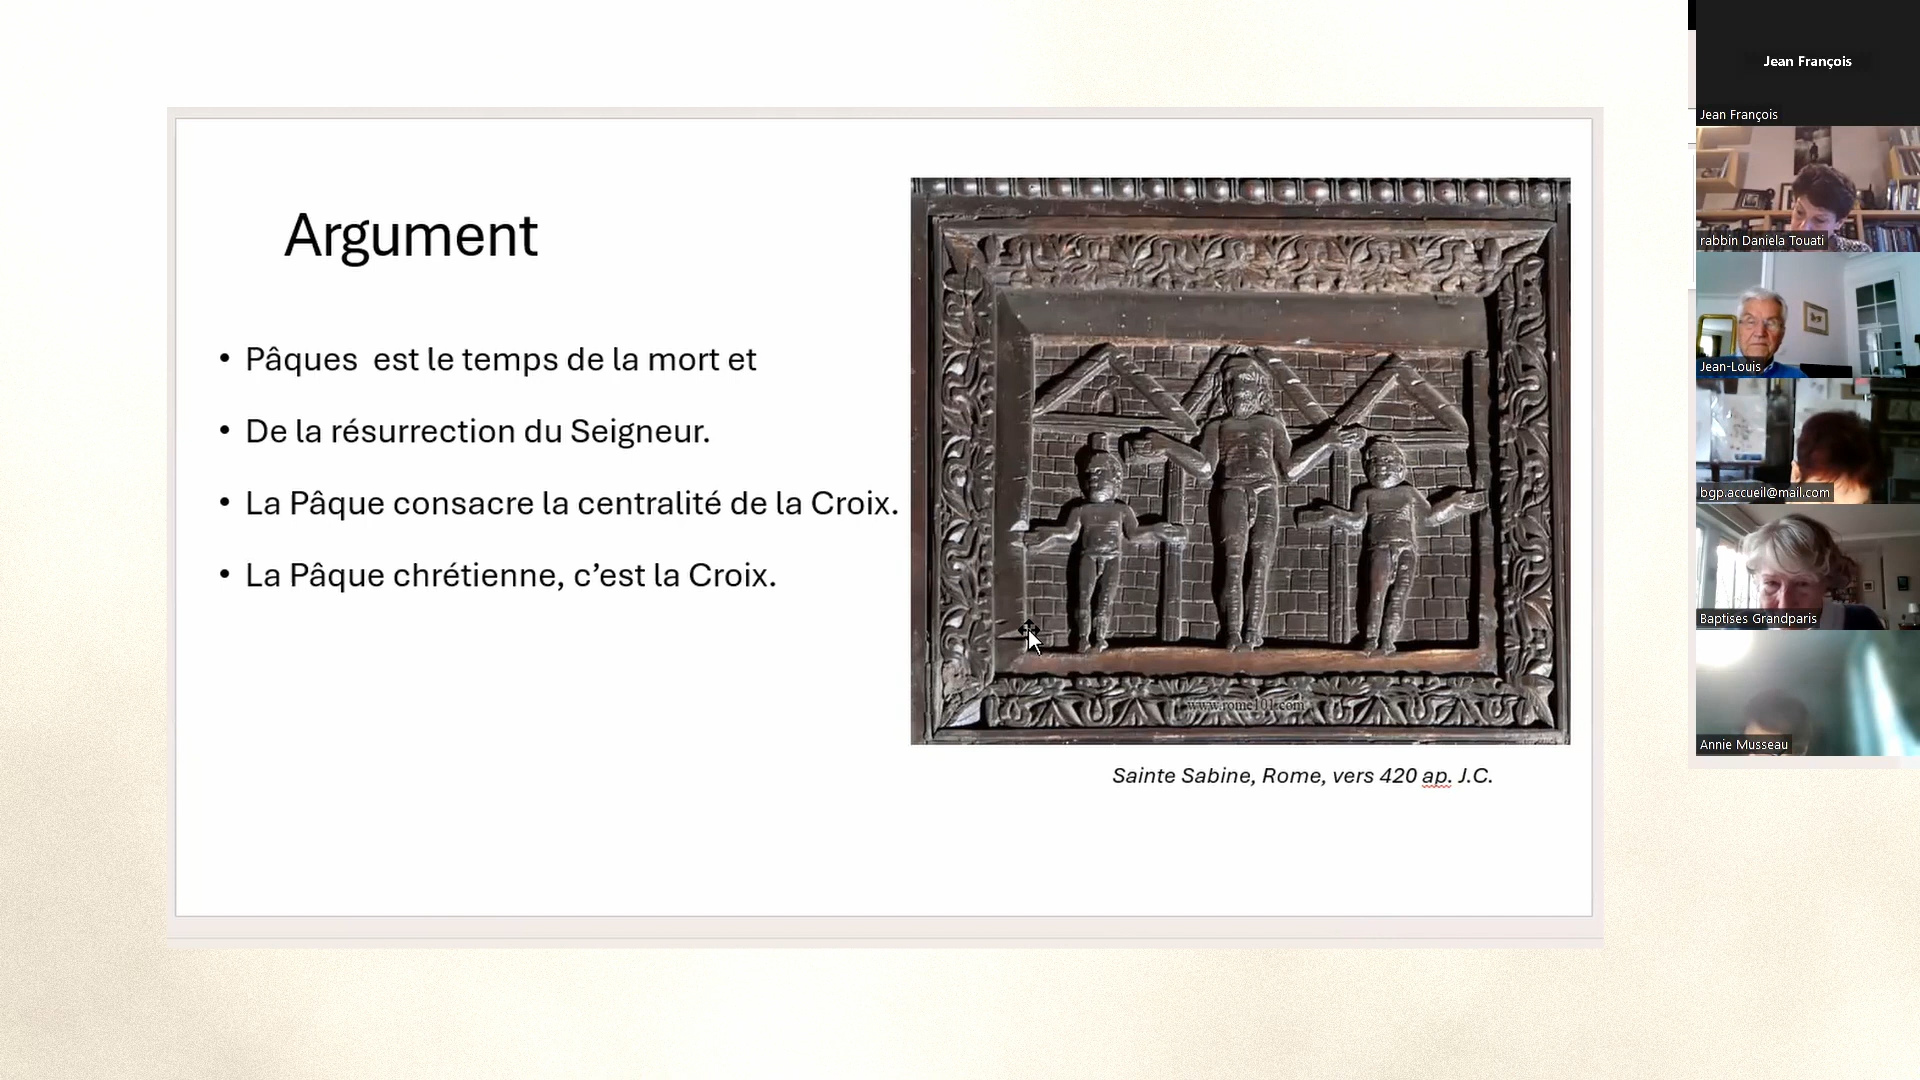 Argument
• Pâques  est le temps de la mort et
• De la résurrection du Seigneur.
• La Pâque consacre la centralité de la Croix.
• La Pâque chrétienne, c’est la Croix.
www.rome101.com
Sainte Sabine, Rome, vers 420 ap. J.C.
Jean François
Jean François
rabbin Daniela Touati
Jean-Louis
bgp.accueil@mail.com
Baptises Grandparis
Annie Musseau